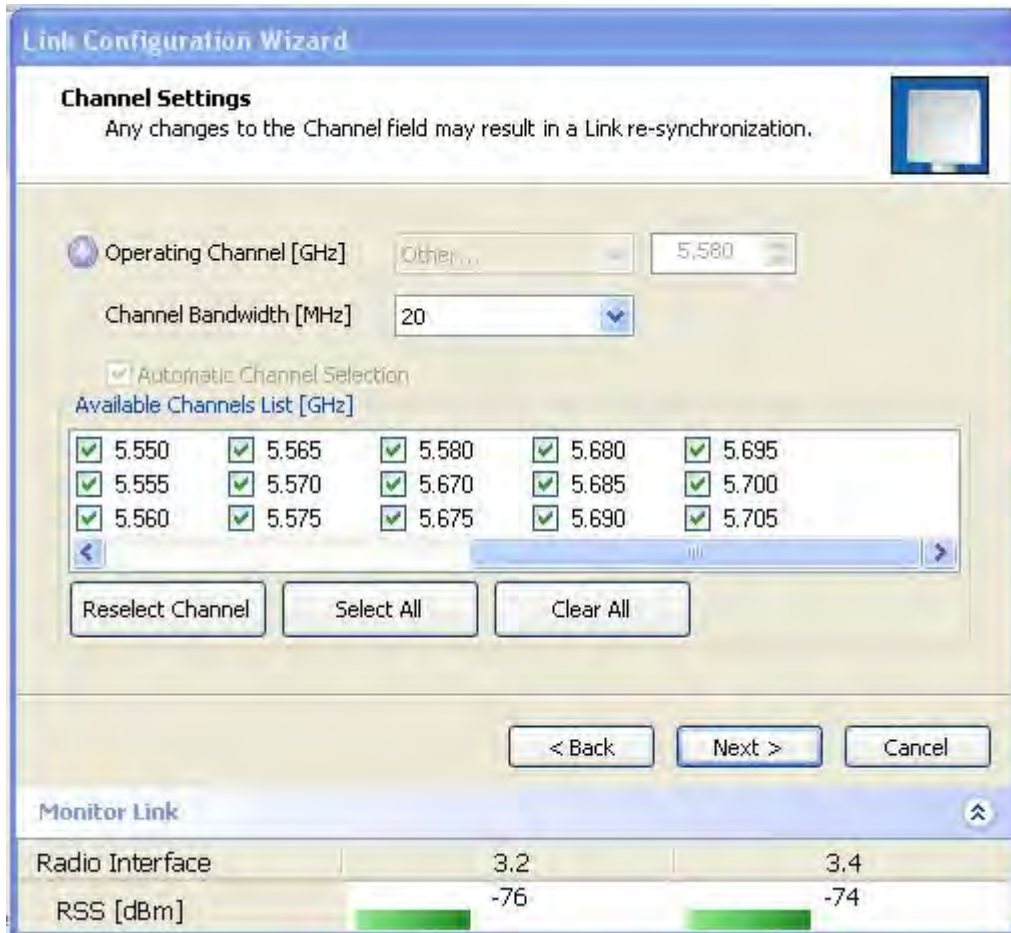 Link Configuration Wizard
Channel Settings
Any changes to the Channel field may result in a Link re-synchronization.
Operating Channel [GHz] Other... 5.580
Channel Bandwidth [MHz] 20
Automatic Channel Selection
Available Channels List [GHz]
5.550 5.565 5.580 5.680 5.695
5.555 5.570 5.670 5.685 5.700
5.560 5.575 5.675 5.690 5.705
Reselect Channel Select All Clear All
< Back Next > Cancel
Monitor Link
Radio Interface 3.2 3.4
RSS [dBm] -76 -74